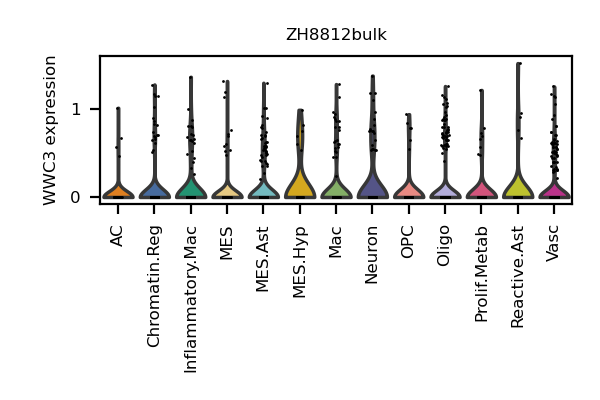 ZH8812bulk
WWC3 expression
1
0
AC
Chromatin.Reg
Inflammatory.Mac
MES
MES.Ast
MES.Hyp
Mac
Neuron
OPC
Oligo
Prolif.Metab
Reactive.Ast
Vasc